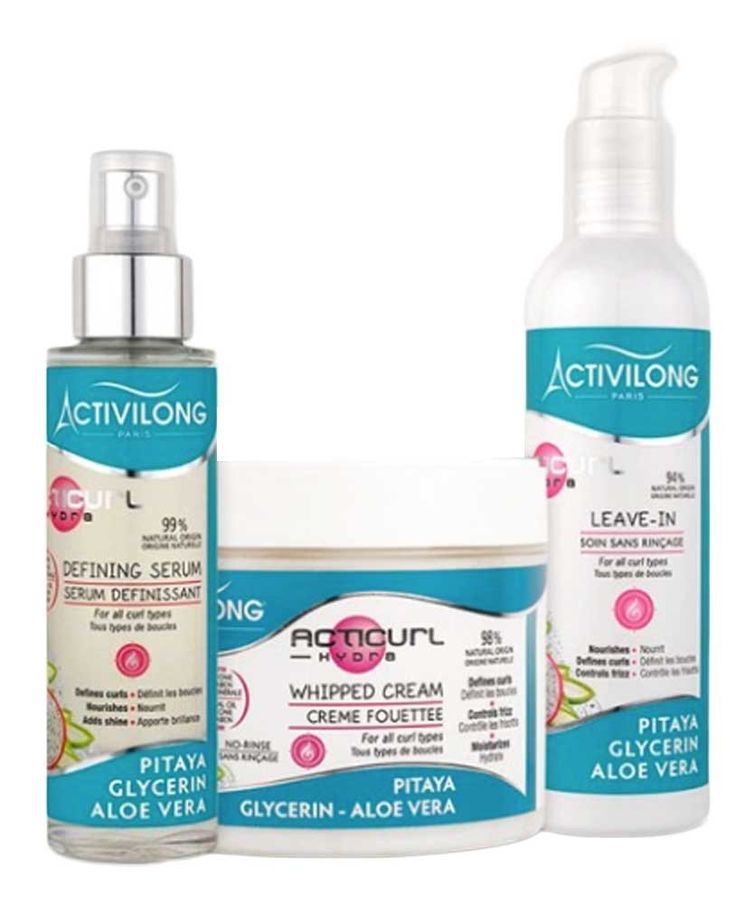 ACTIVILONG
PARIS
ACTICURL
Hydra
99%
NATURAL ORIGIN
ORIGINE NATURELLE
DEFINING SERUM
SERUM DEFINISSANT
For all curl types
Tous types de boucles
Defines curls • Définit les boucles
Nourishes • Nourrit
Adds shine • Apporte brillance
PITAYA
GLYCERIN
ALOE VERA
LONG
ACTICURL
Hydra
98%
NATURAL ORIGIN
ORIGINE NATURELLE
WHIPPED CREAM
CREME FOUETTEE
For all curl types
Tous types de boucles
Defines curls
Définit les boucles
Controls frizz
Contrôle les frisottis
Moisturizes
Hydrate
NO-RINSE
SANS RINÇAGE
PITAYA
GLYCERIN - ALOE VERA
ACTIVILONG
PARIS
94%
NATURAL ORIGIN
ORIGINE NATURELLE
LEAVE-IN
SOIN SANS RINÇAGE
For all curl types
Tous types de boucles
Nourishes • Nourrit
Defines curls • Définit les boucles
Controls frizz • Contrôle les frisottis
PITAYA
GLYCERIN
ALOE VERA